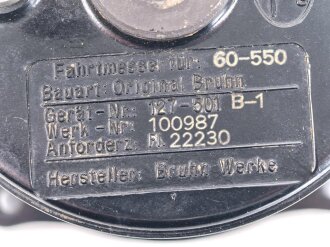 Fahrtmesser für: 60-550
Bauart: Original Bruhn
Gerät-Nr: 127-501 B-1
Werk-Nr: 100987
Anforderz: Fl.22230
Hersteller: Bruhn-Werke